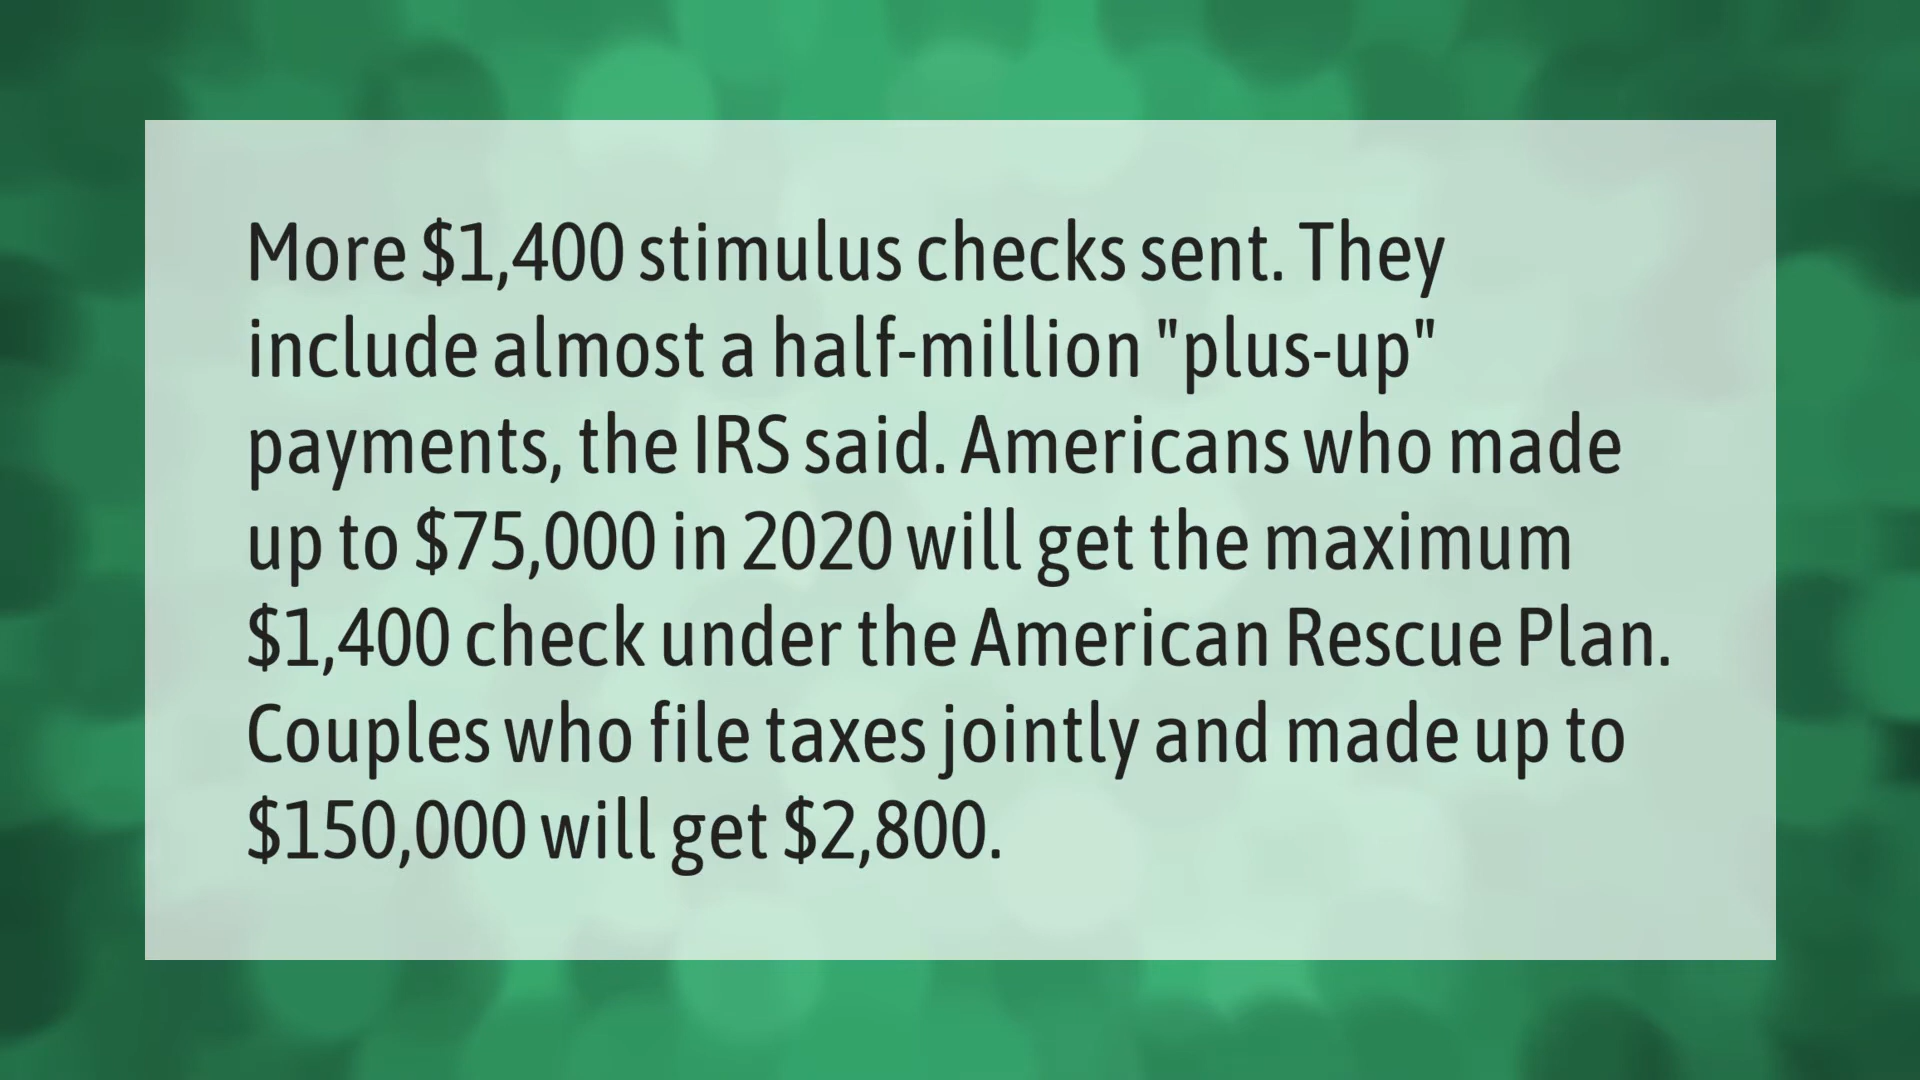 More $1,400 stimulus checks sent. They
include almost a half-million "plus-up"
payments, the IRS said. Americans who made
up to $75,000 in 2020 will get the maximum
$1,400 check under the American Rescue Plan.
Couples who file taxes jointly and made up to
$150,000 will get $2,800.